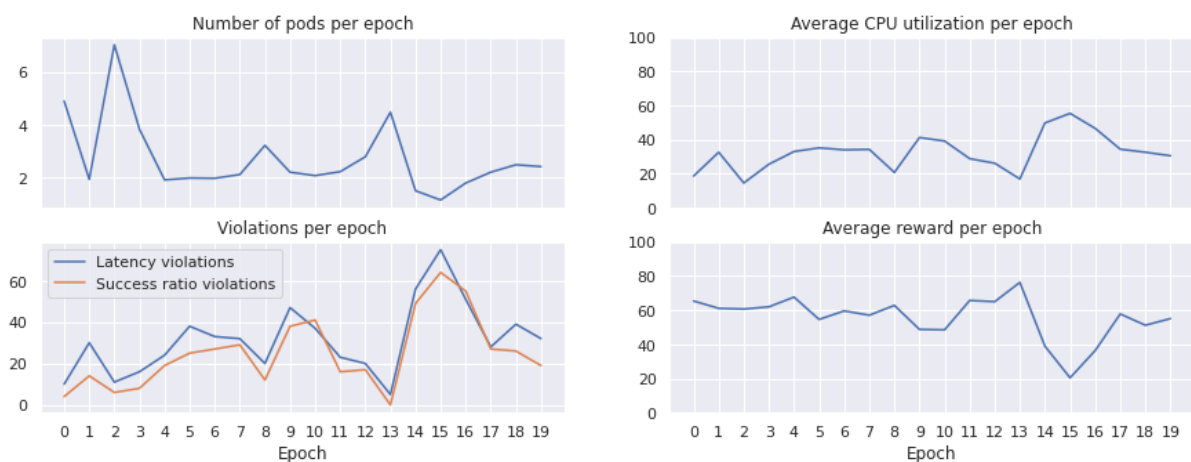 Number of pods per epoch
6
4
2
Average CPU utilization per epoch
100
80
60
40
20
0
Violations per epoch
Latency violations
Success ratio violations
60
40
20
0
0 1 2 3 4 5 6 7 8 9 10 11 12 13 14 15 16 17 18 19
Epoch
Average reward per epoch
100
80
60
40
20
0
0 1 2 3 4 5 6 7 8 9 10 11 12 13 14 15 16 17 18 19
Epoch